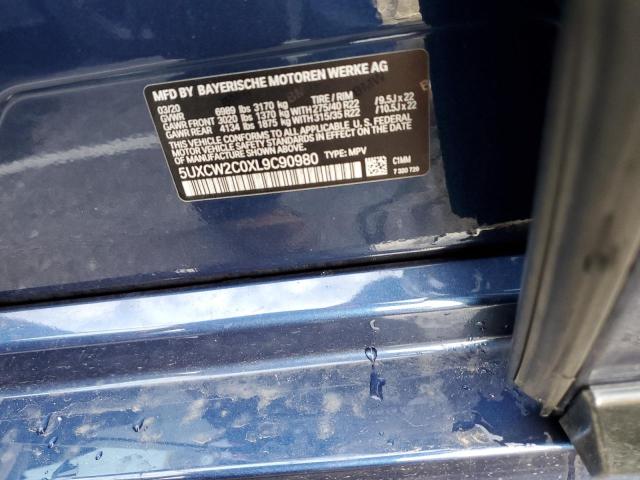 MFD BY BAYERISCHE MOTOREN WERKE AG
03/20
GVWR 6989 lbs 3170 kg TIRE / RIM
GAWR FRONT 3020 lbs 1370 kg WITH 275/40 R22 /9.5J x 22
GAWR REAR 4134 lbs 1875 kg WITH 315/35 R22 /10.5J x 22
THIS VEHICLE CONFORMS TO ALL APPLICABLE U. S. FEDERAL
MOTOR VEHICLE SAFETY STANDARDS IN EFFECT ON THE DATE OF
MANUFACTURE SHOWN ABOVE.
5UXCW2C0XL9C90980 TYPE: MPV
C1MM
7 320 720